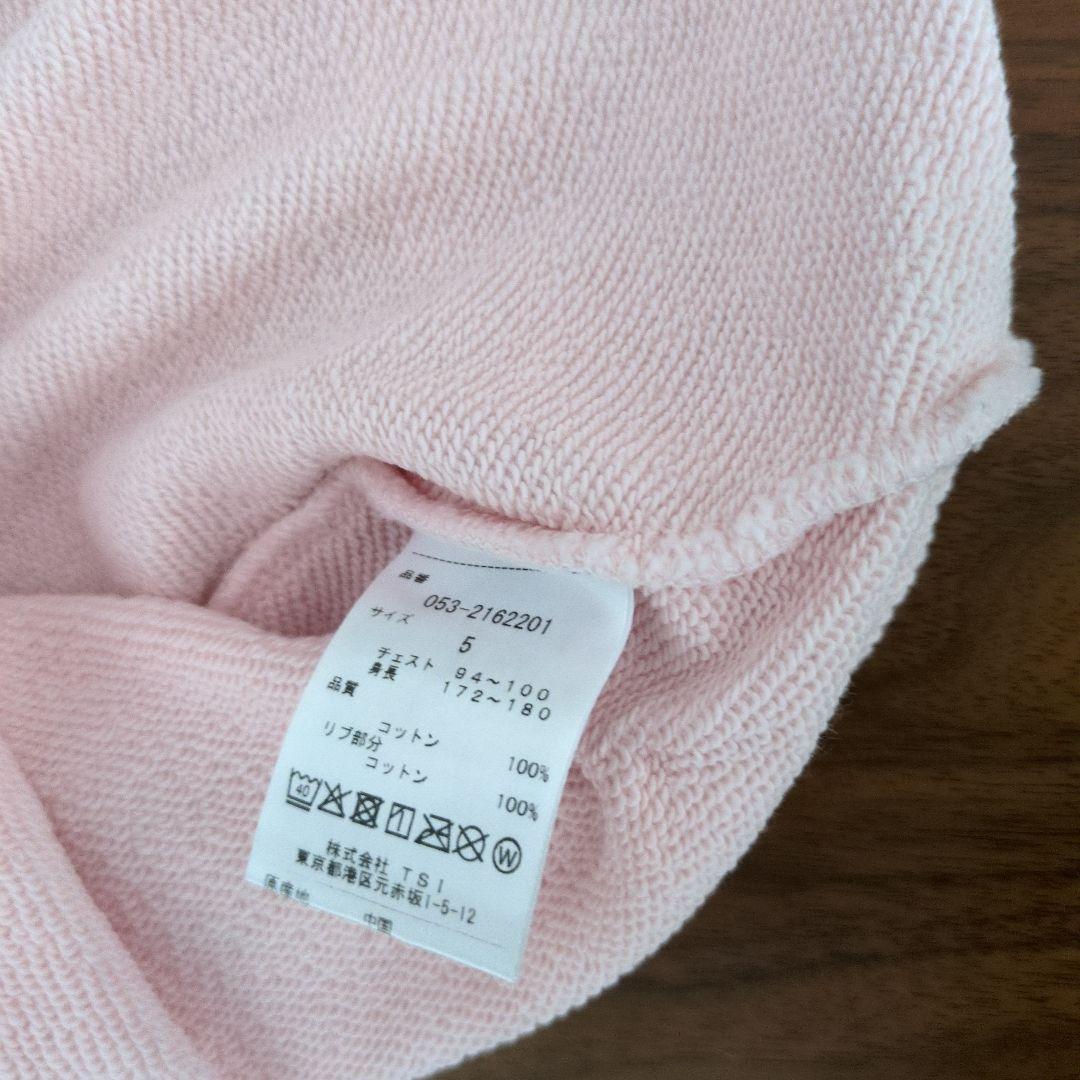 品番
053-2162201
サイズ
5
チェスト 94~100
身長 172~180
品質
コットン 100%
リブ部分
コットン 100%
40
W
株式会社 TSI
東京都港区元赤坂1-5-12
原産地 中国